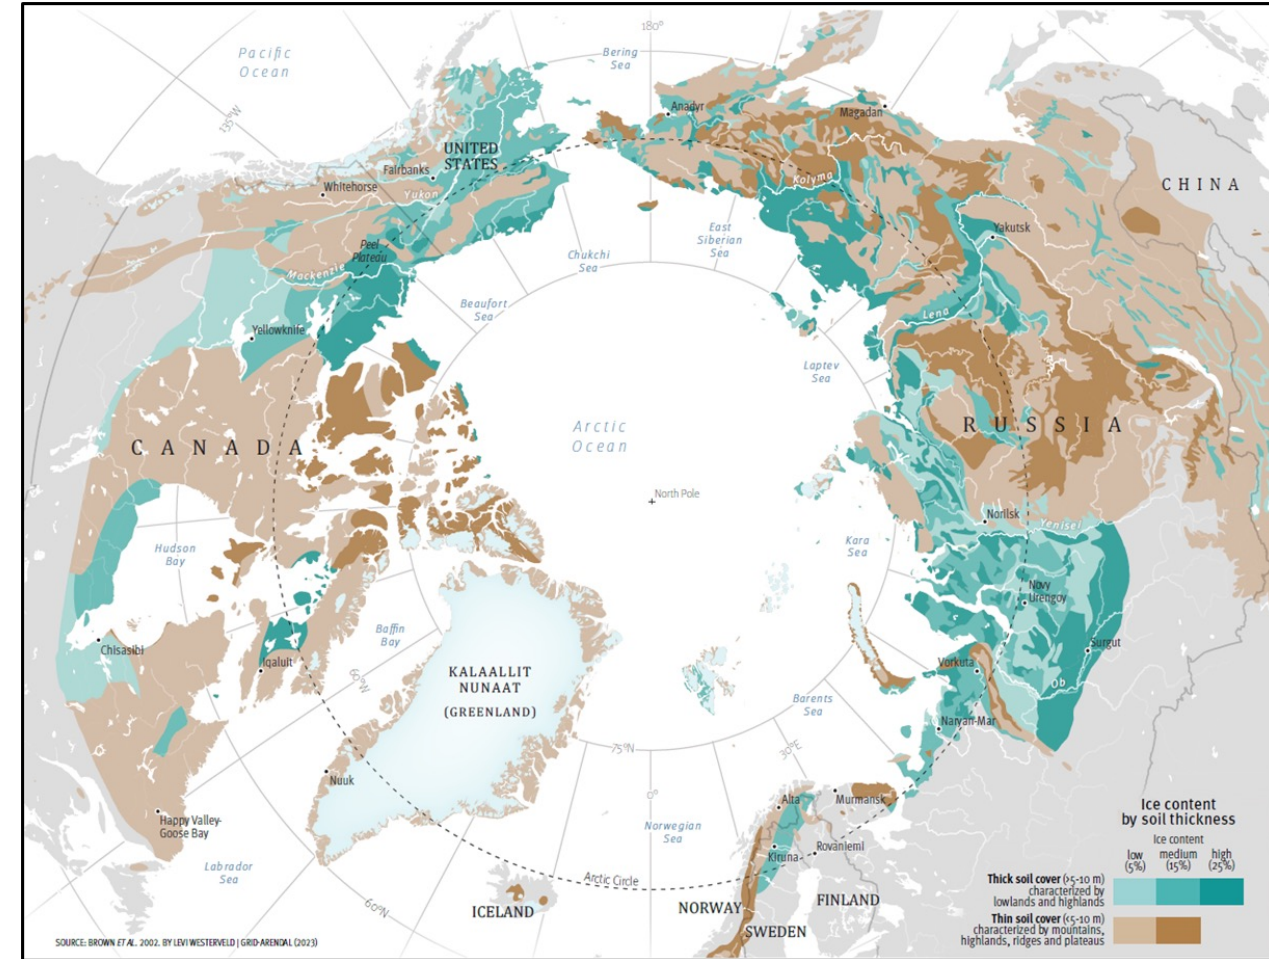 180°
Pacific
Ocean
Bering
Sea
135°W
Anadyr
Magadan
UNITED
STATES
Fairbanks
Whitehorse
Yukon
Kolyma
CHINA
Yakutsk
Peel
Plateau
Mackenzie
Chukchi
Sea
East
Siberian
Sea
Beaufort
Sea
Lena
Yellowknife
Laptev
Sea
CANADA
Arctic
Ocean
RUSSIA
North Pole
Norilsk
Yenisei
Hudson
Bay
Kara
Sea
Novy
Urengoy
Baffin
Bay
Chisasibi
Iqaluit
60°W
Surgut
Vorkuta
Ob
KALAALLIT
NUNAAT
(GREENLAND)
Barents
Sea
Naryan-Mar
75°N
30°E
Nuuk
0°
Alta
Murmansk
Happy Valley-
Goose Bay
Norwegian
Sea
Kiruna
Rovaniemi
Labrador
Sea
Arctic Circle
60°N
ICELAND
NORWAY
FINLAND
SWEDEN
Ice content
by soil thickness
Ice content
low medium high
(5%) (15%) (25%)
Thick soil cover (>5-10 m)
characterized by
lowlands and highlands
Thin soil cover (<5-10 m)
characterized by mountains,
highlands, ridges and plateaus
SOURCE: BROWN ET AL. 2002. BY LEVI WESTERVELD | GRID-ARENDAL (2023)